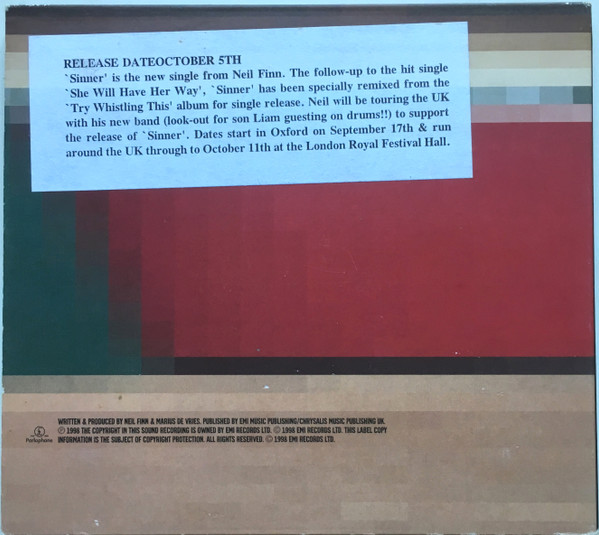 RELEASE DATEOCTOBER 5TH
`Sinner' is the new single from Neil Finn. The follow-up to the hit single
`She Will Have Her Way', `Sinner' has been specially remixed from the
`Try Whistling This' album for single release. Neil will be touring the UK
with his new band (look-out for son Liam guesting on drums!!) to support
the release of `Sinner'. Dates start in Oxford on September 17th & run
around the UK through to October 11th at the London Royal Festival Hall.
WRITTEN & PRODUCED BY NEIL FINN & MARIUS DE VRIES. PUBLISHED BY EMI MUSIC PUBLISHING/CHRYSALIS MUSIC PUBLISHING UK.
℗ 1998 THE COPYRIGHT IN THIS SOUND RECORDING IS OWNED BY EMI RECORDS LTD. © 1998 EMI RECORDS LTD. THIS LABEL COPY
INFORMATION IS THE SUBJECT OF COPYRIGHT PROTECTION. ALL RIGHTS RESERVED. © 1998 EMI RECORDS LTD.
Parlophone